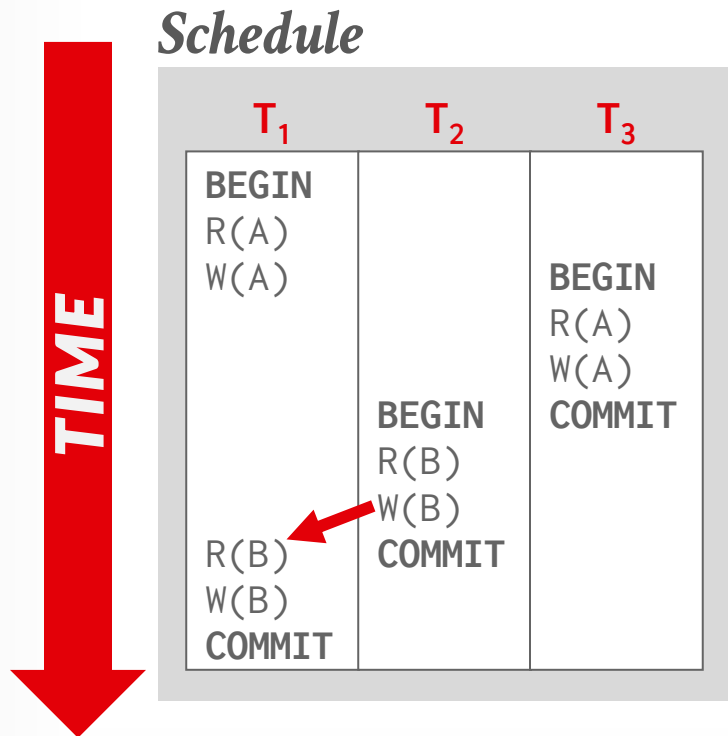 Schedule
TIME
T1 T2 T3
BEGIN
R(A)
W(A) BEGIN
R(A)
W(A)
BEGIN COMMIT
R(B)
W(B)
R(B) COMMIT
W(B)
COMMIT